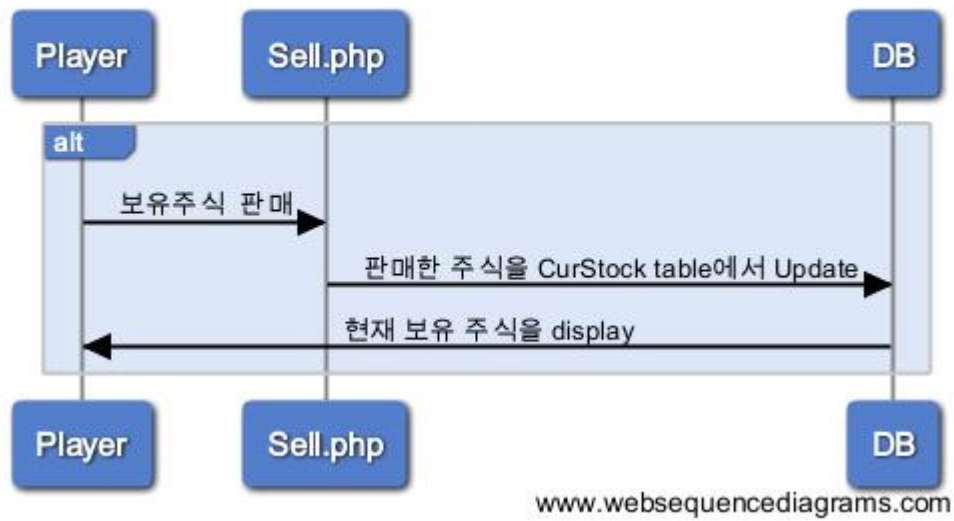 Player
Sell.php
DB
alt
보유주식 판매
판매한 주식을 CurStock table에서 Update
현재 보유 주식을 display
Player
Sell.php
DB
www.websequencediagrams.com